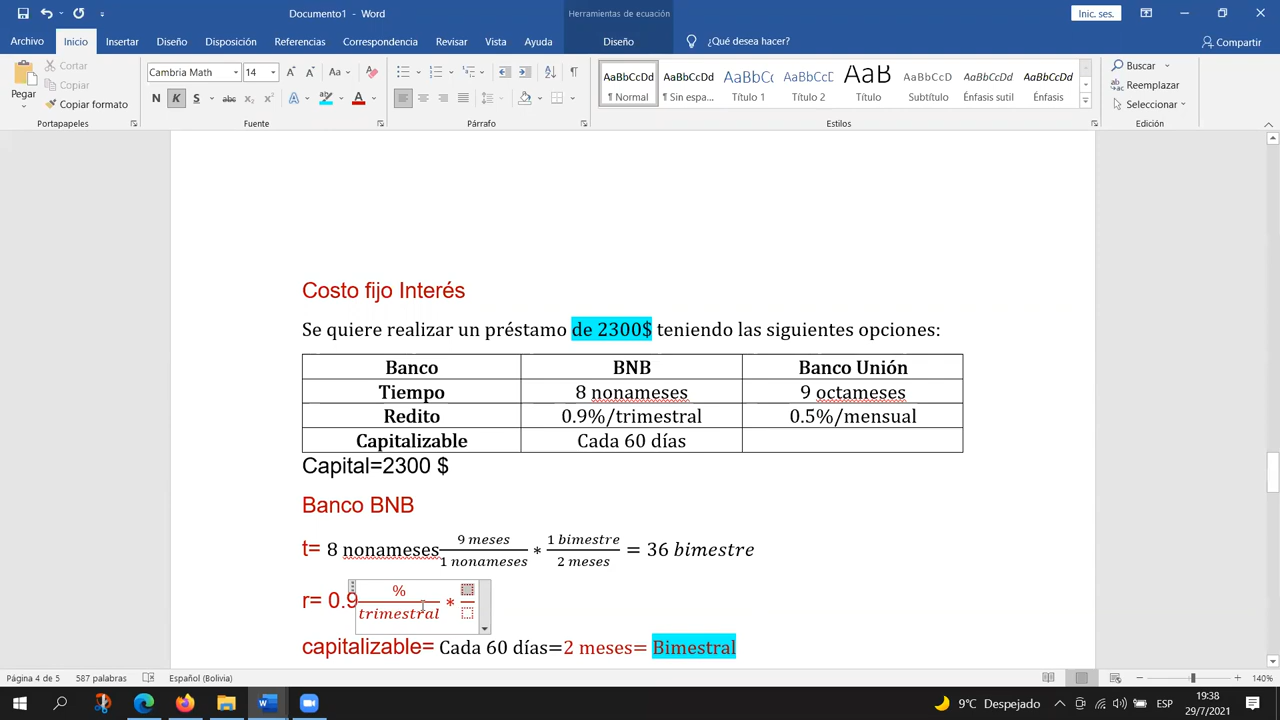 Documento1 - Word
Herramientas de ecuación
Inic. ses.
Archivo Inicio Insertar Diseño Disposición Referencias Correspondencia Revisar Vista Ayuda Diseño ¿Qué desea hacer? Compartir
Pegar
Cortar
Copiar
Copiar formato
Portapapeles
Cambria Math 14
N K S abc x₂ x²
Fuente
Párrafo
AaBbCcDd AaBbCcDd AaBbCc AaBbCcD AaB AaBbCcD AaBbCcDd AaBbCcDd
¶ Normal ¶ Sin espa... Título 1 Título 2 Título Subtítulo Énfasis sutil Énfasis
Estilos
Buscar
Reemplazar
Seleccionar
Edición
Costo fijo Interés
Se quiere realizar un préstamo de 2300$ teniendo las siguientes opciones:
Banco BNB Banco Unión
Tiempo 8 nonameses 9 octameses
Redito 0.9%/trimestral 0.5%/mensual
Capitalizable Cada 60 días
Capital=2300 $
Banco BNB
t= 8 nonameses 9 meses / 1 nonameses * 1 bimestre / 2 meses = 36 bimestre
r= 0.9 % / trimestral *
capitalizable= Cada 60 días=2 meses= Bimestral
Página 4 de 5 587 palabras Español (Bolivia) 140%
9°C Despejado ESP 19:38
29/7/2021